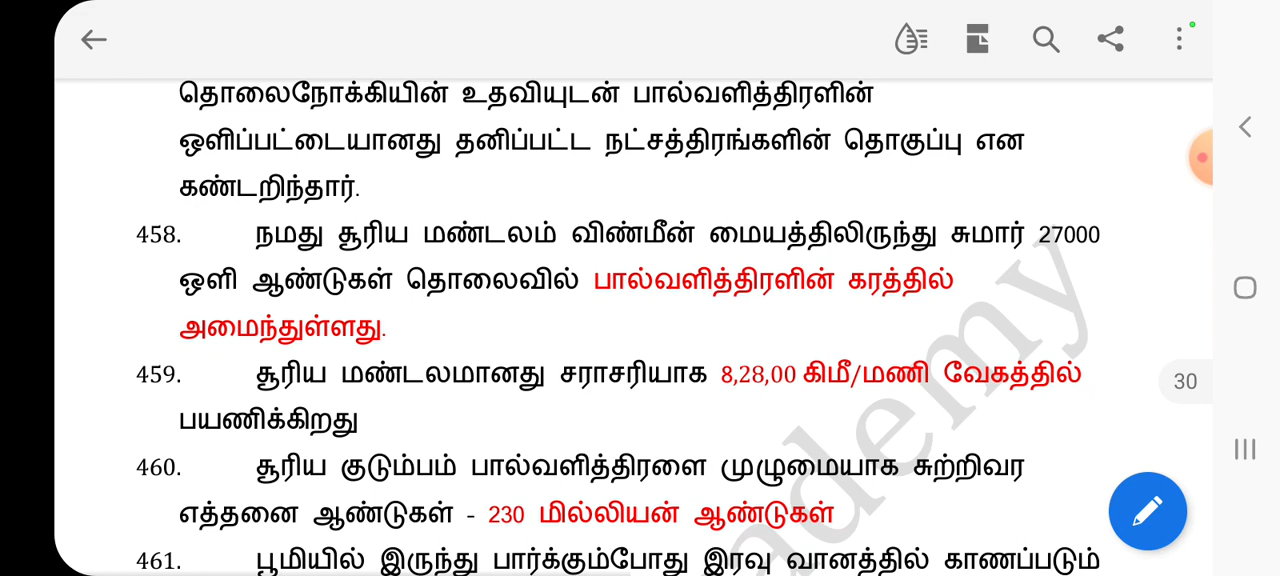 தொலைநோக்கியின் உதவியுடன் பால்வளித்திரளின்
ஒளிப்பட்டையானது தனிப்பட்ட நட்சத்திரங்களின் தொகுப்பு என
கண்டறிந்தார்.
458. நமது சூரிய மண்டலம் விண்மீன் மையத்திலிருந்து சுமார் 27000
ஒளி ஆண்டுகள் தொலைவில் பால்வளித்திரளின் கரத்தில்
அமைந்துள்ளது.
459. சூரிய மண்டலமானது சராசரியாக 8,28,00 கிமீ/மணி வேகத்தில்
பயணிக்கிறது
30
460. சூரிய குடும்பம் பால்வளித்திரளை முழுமையாக சுற்றிவர
எத்தனை ஆண்டுகள் - 230 மில்லியன் ஆண்டுகள்
461. பூமியில் இருந்து பார்க்கும்போது இரவு வானத்தில் காணப்படும்
ademy